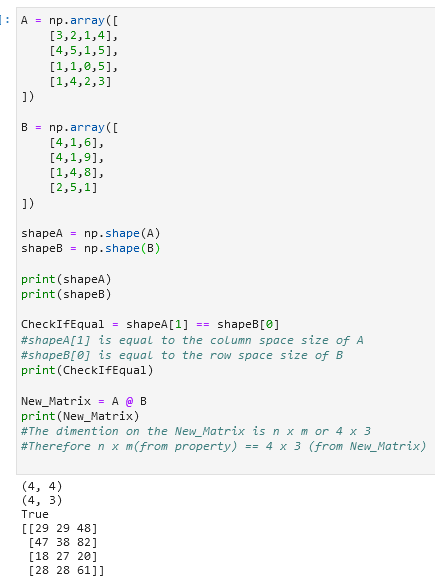 ]: A = np.array([
[3,2,1,4],
[4,5,1,5],
[1,1,0,5],
[1,4,2,3]
])
B = np.array([
[4,1,6],
[4,1,9],
[1,4,8],
[2,5,1]
])
shapeA = np.shape(A)
shapeB = np.shape(B)
print(shapeA)
print(shapeB)
CheckIfEqual = shapeA[1] == shapeB[0]
#shapeA[1] is equal to the column space size of A
#shapeB[0] is equal to the row space size of B
print(CheckIfEqual)
New_Matrix = A @ B
print(New_Matrix)
#The dimention on the New_Matrix is n x m or 4 x 3
#Therefore n x m(from property) == 4 x 3 (from New_Matrix)
(4, 4)
(4, 3)
True
[[29 29 48]
[47 38 82]
[18 27 20]
[28 28 61]]